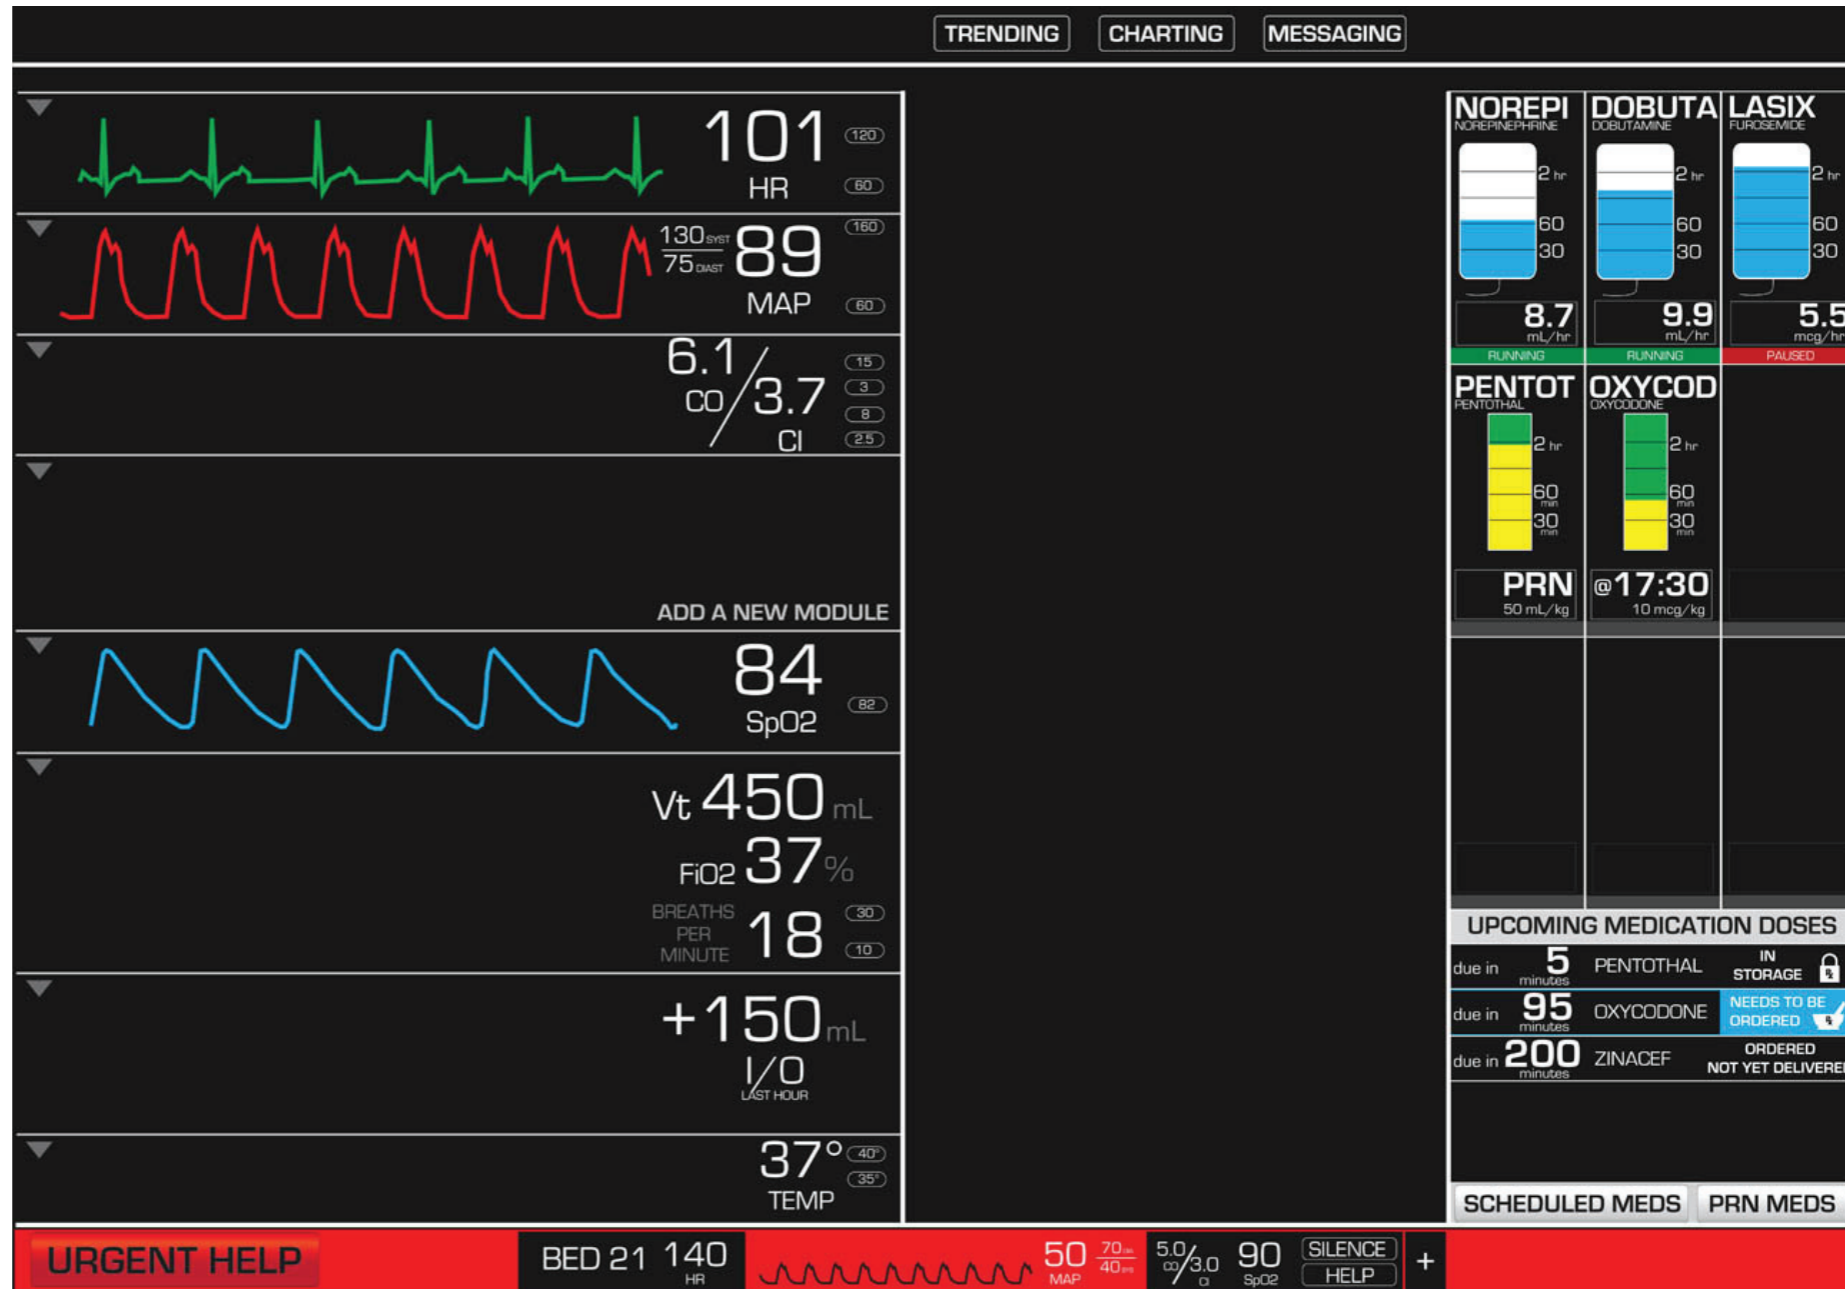 TRENDING CHARTING MESSAGING
101 120
HR 60
130 SYST 89 160
75 DIAST
MAP 60
6.1 15
CO / 3.7 3
8
CI 2.5
ADD A NEW MODULE
84
SpO2 82
Vt 450 mL
FiO2 37 %
BREATHS PER MINUTE 18 30
10
+150 mL
I/O
LAST HOUR
37° 40°
35°
TEMP
NOREPI DOBUTA LASIX
NOREPINEPHRINE DOBUTAMINE FUROSEMIDE
2 hr 2 hr 2 hr
60 60 60
30 30 30
8.7 9.9 5.5
mL/hr mL/hr mcg/hr
RUNNING RUNNING PAUSED
PENTOT OXYCOD
PENTOTHAL OXYCODONE
2 hr 2 hr
60 min 60 min
30 min 30 min
PRN @17:30
50 mL/kg 10 mcg/kg
UPCOMING MEDICATION DOSES
due in 5 minutes PENTOTHAL IN STORAGE
due in 95 minutes OXYCODONE NEEDS TO BE ORDERED
due in 200 minutes ZINACEF ORDERED
NOT YET DELIVERED
SCHEDULED MEDS PRN MEDS
URGENT HELP
BED 21 140 HR
50 MAP 70 40
5.0 CO / 3.0 CI 90 SpO2
SILENCE
HELP
+